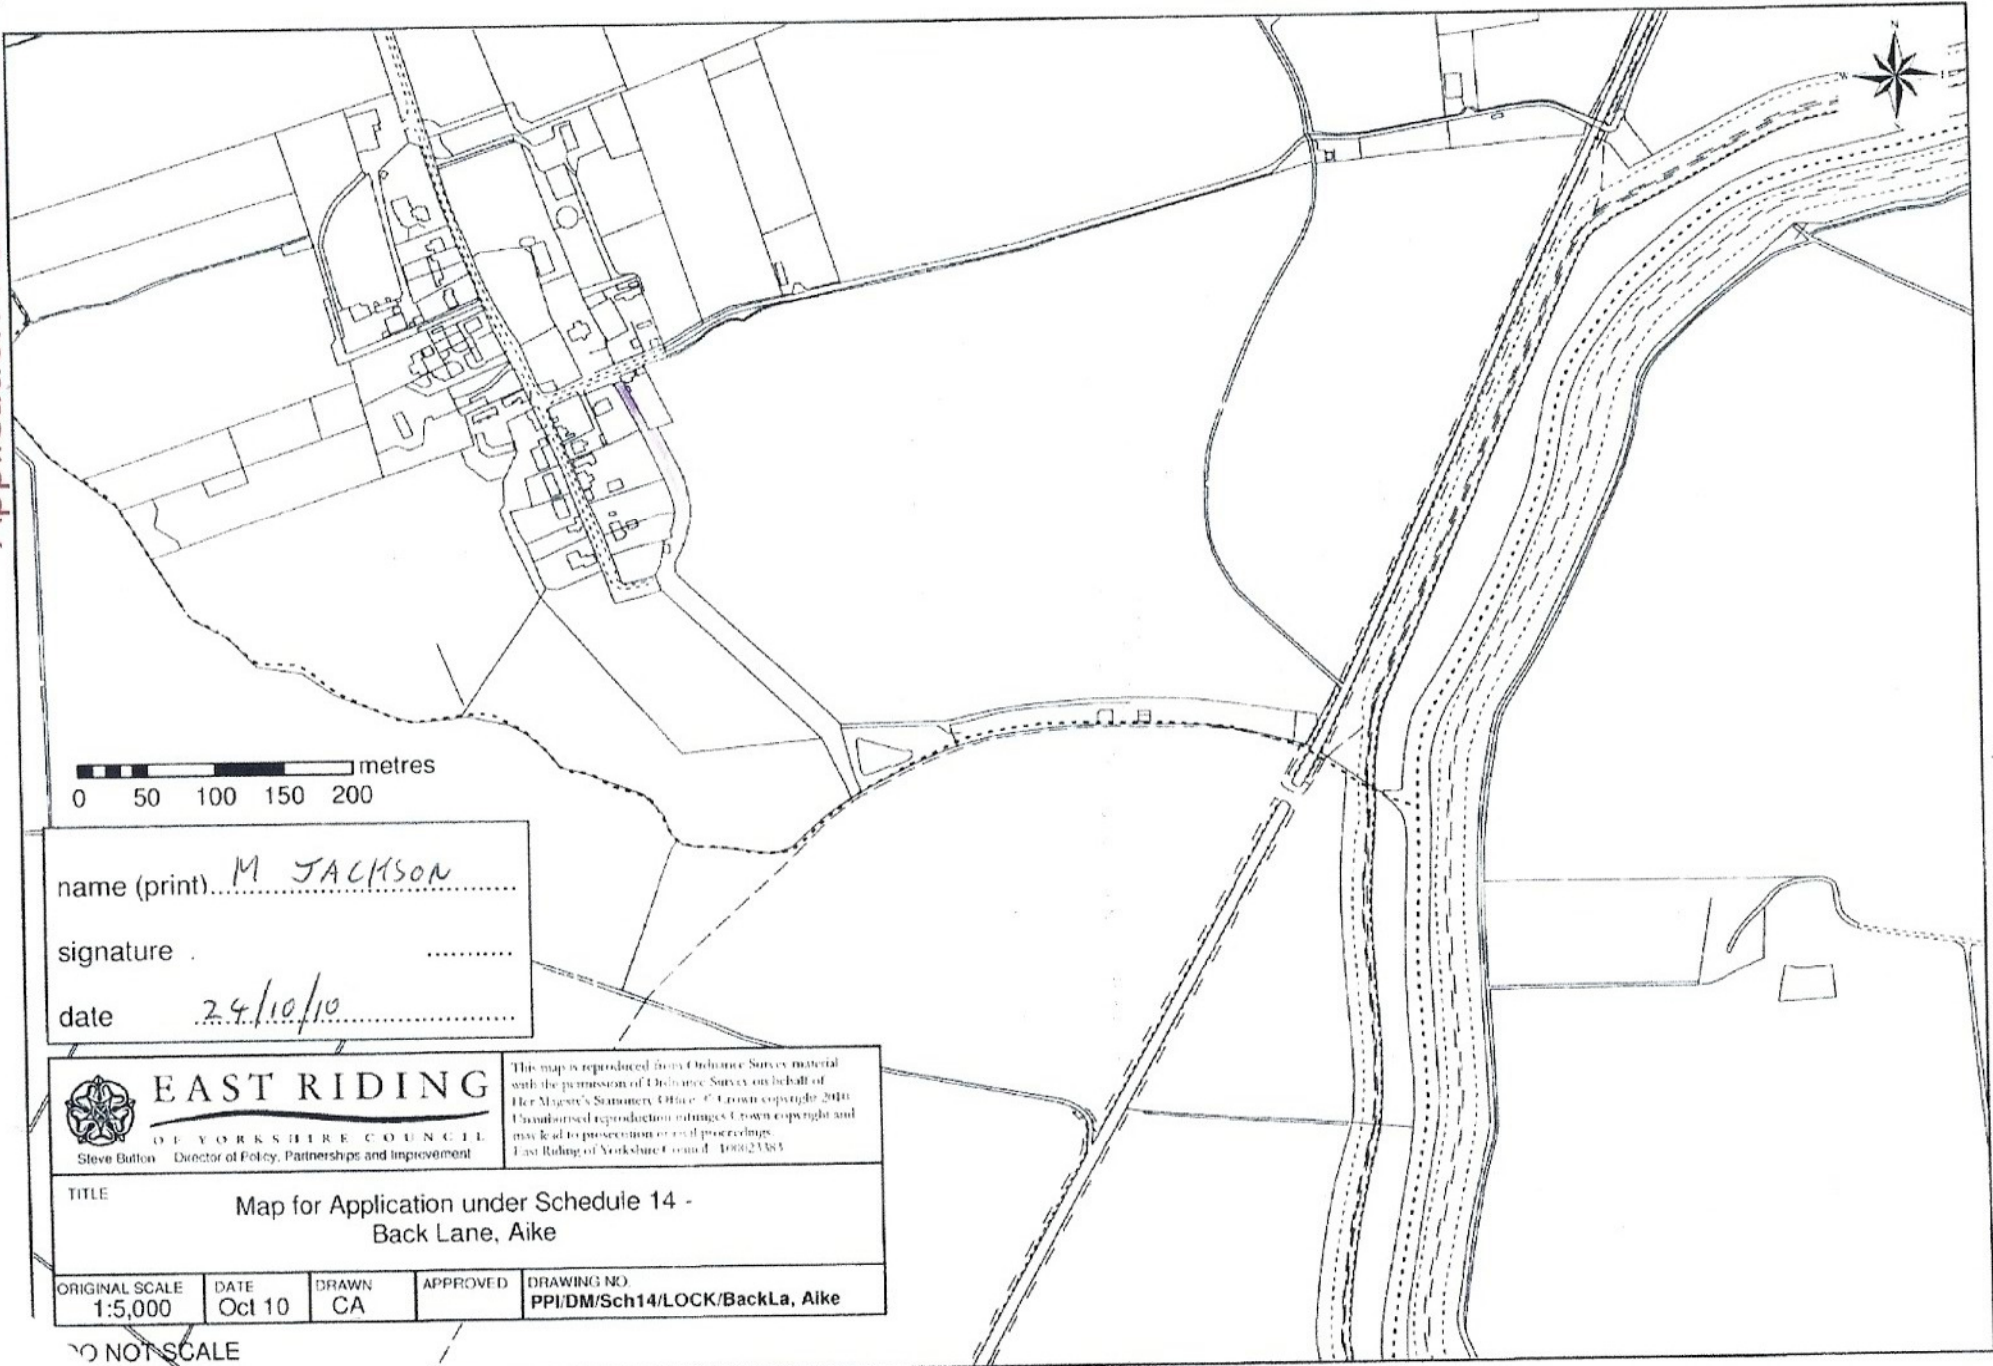 N
W
metres
0 50 100 150 200
name (print) M JACKSON
signature
date 24/10/10
EAST RIDING
OF YORKSHIRE COUNCIL
Steve Button Director of Policy, Partnerships and Improvement
This map is reproduced from Ordnance Survey material
with the permission of Ordnance Survey on behalf of
Her Majesty's Stationery Office © Crown copyright 2010
Unauthorised reproduction infringes Crown copyright and
may lead to prosecution or civil proceedings.
East Riding of Yorkshire Council 100023383
TITLE
Map for Application under Schedule 14 -
Back Lane, Aike
ORIGINAL SCALE DATE DRAWN APPROVED DRAWING NO.
1:5,000 Oct 10 CA PPI/DM/Sch14/LOCK/BackLa, Aike
DO NOT SCALE